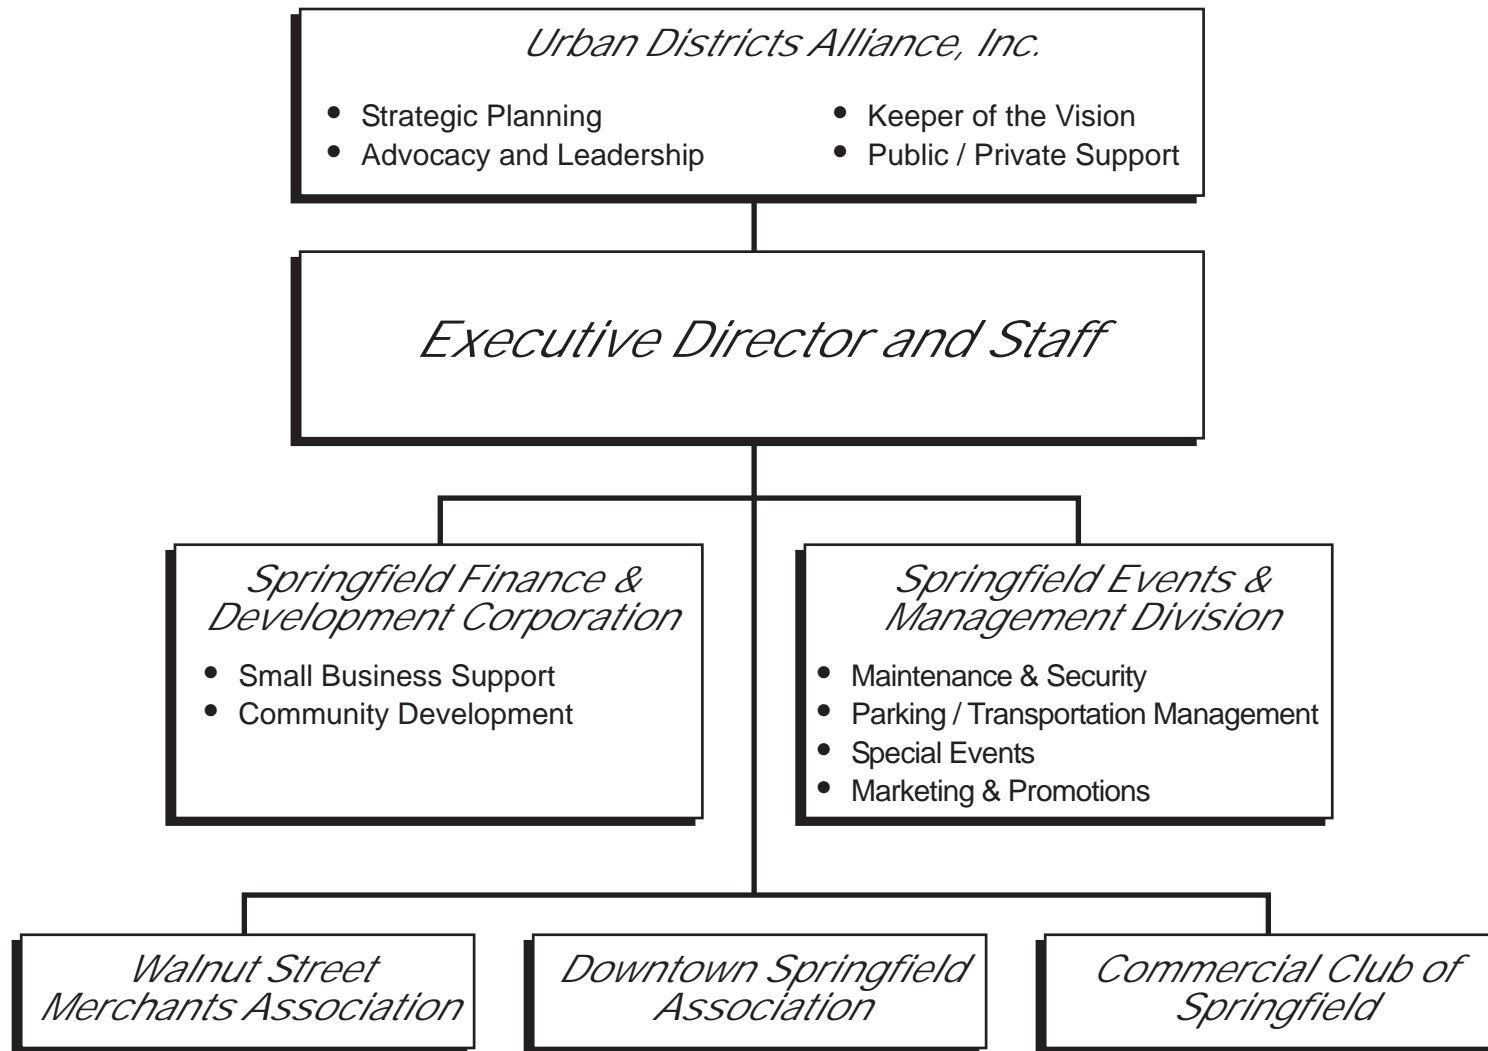 Urban Districts Alliance, Inc.
• Strategic Planning
• Advocacy and Leadership
• Keeper of the Vision
• Public / Private Support
Executive Director and Staff
Springfield Finance &
Development Corporation
• Small Business Support
• Community Development
Springfield Events &
Management Division
• Maintenance & Security
• Parking / Transportation Management
• Special Events
• Marketing & Promotions
Walnut Street
Merchants Association
Downtown Springfield
Association
Commercial Club of
Springfield